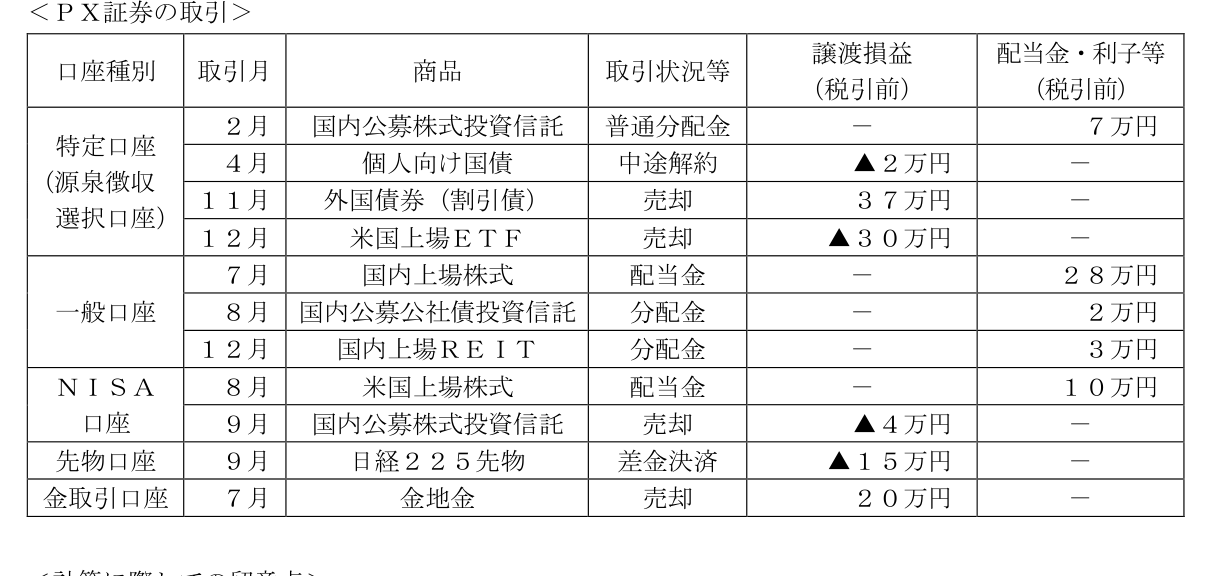 ＜ＰＸ証券の取引＞
口座種別 取引月 商品 取引状況等 譲渡損益（税引前） 配当金・利子等（税引前）
特定口座（源泉徴収選択口座） ２月 国内公募株式投資信託 普通分配金 － ７万円
４月 個人向け国債 中途解約 ▲２万円 －
１１月 外国債券（割引債） 売却 ３７万円 －
１２月 米国上場ＥＴＦ 売却 ▲３０万円 －
一般口座 ７月 国内上場株式 配当金 － ２８万円
８月 国内公募公社債投資信託 分配金 － ２万円
１２月 国内上場ＲＥＩＴ 分配金 － ３万円
ＮＩＳＡ口座 ８月 米国上場株式 配当金 － １０万円
９月 国内公募株式投資信託 売却 ▲４万円 －
先物口座 ９月 日経２２５先物 差金決済 ▲１５万円 －
金取引口座 ７月 金地金 売却 ２０万円 －